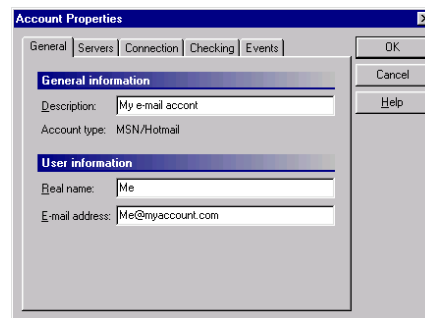 Account Properties
General Servers Connection Checking Events
OK
Cancel
Help
General information
Description: My e-mail accont
Account type: MSN/Hotmail
User information
Real name: Me
E-mail address: Me@myaccount.com